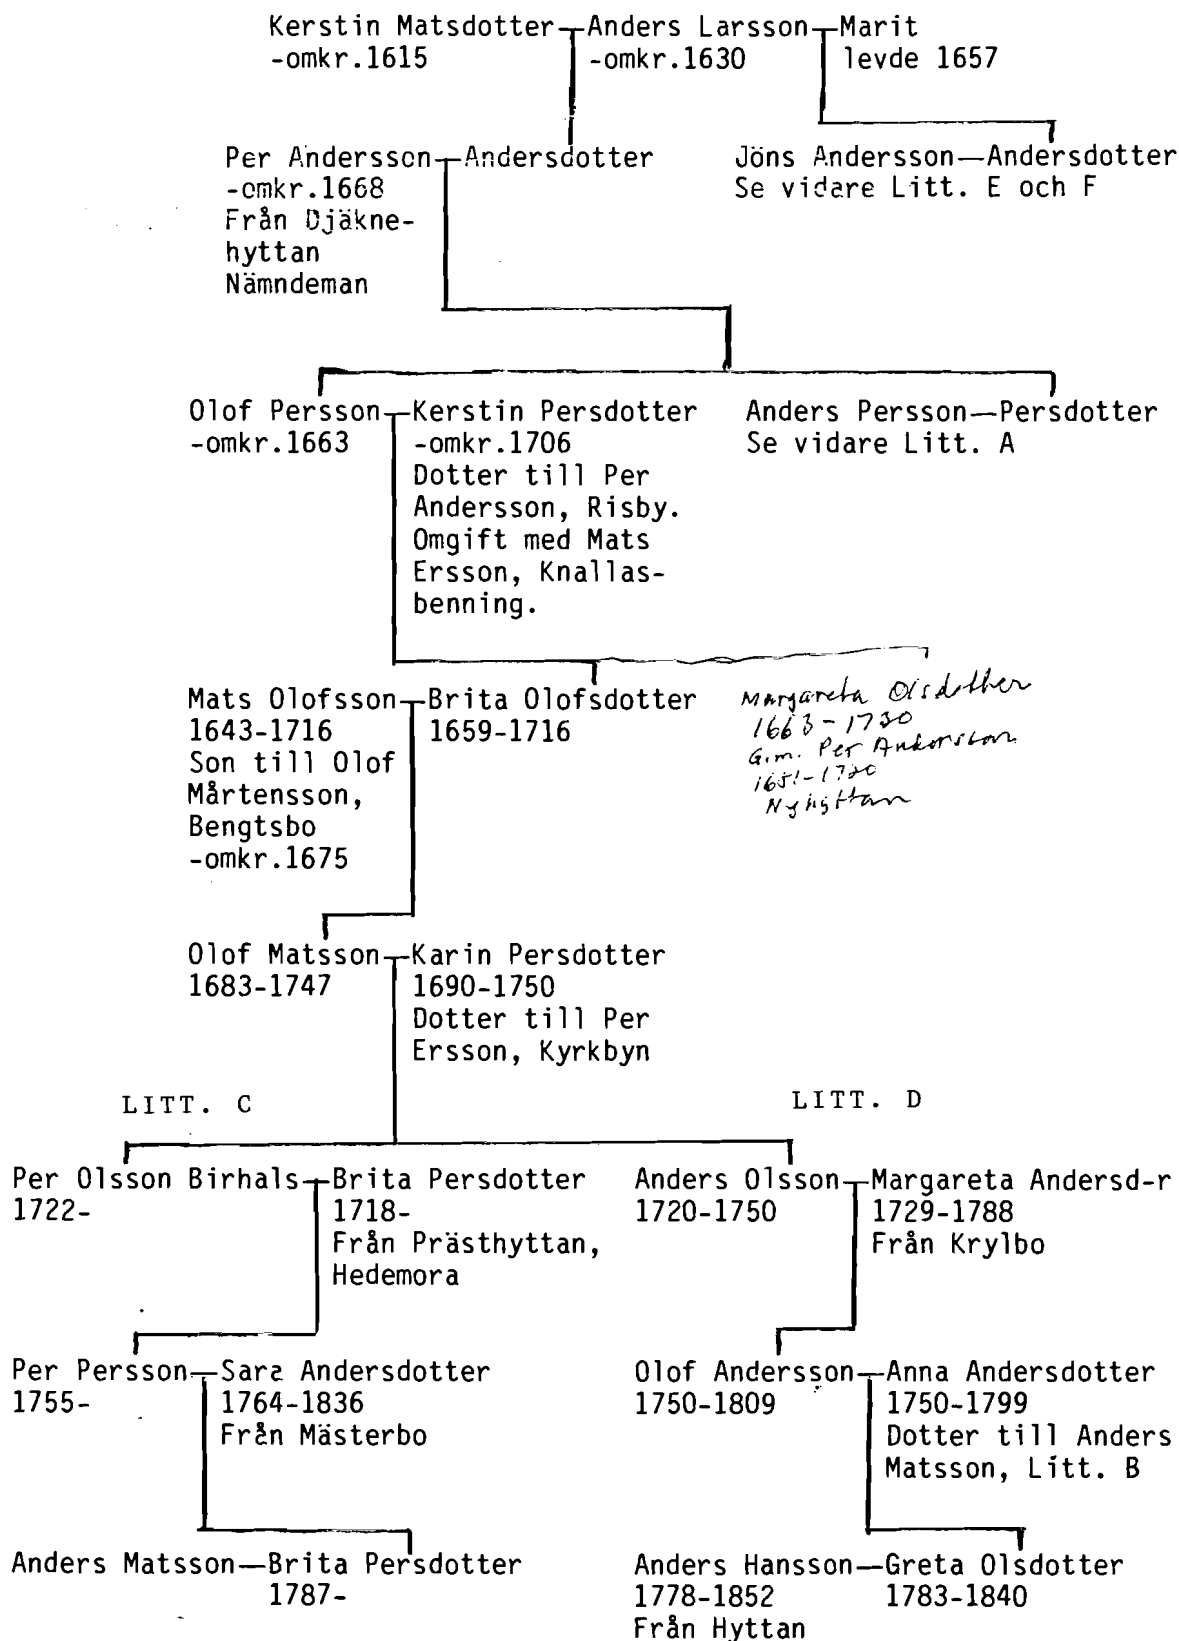 Kerstin Matsdotter Anders Larsson Marit
-omkr.1615 -omkr.1630 levde 1657
Per Andersson Andersdotter
-omkr.1668
Från Djäkne-
hyttan
Nämndeman
Jöns Andersson Andersdotter
Se vidare Litt. E och F
Olof Persson
-omkr.1663
Kerstin Persdotter
-omkr.1706
Dotter till Per
Andersson, Risby.
Omgift med Mats
Ersson, Knallas-
benning.
Anders Persson Persdotter
Se vidare Litt. A
Mats Olofsson
1643-1716
Son till Olof
Mårtensson,
Bengtsbo
-omkr.1675
Brita Olofsdotter
1659-1716
Margareta Olsdotter
1663-1730
G.m. Per Andersson
Nyhyttan
Olof Matsson
1683-1747
Karin Persdotter
1690-1750
Dotter till Per
Ersson, Kyrkbyn
LITT. C
LITT. D
Per Olsson Birhals
1722-
Brita Persdotter
1718-
Från Prästhyttan,
Hedemora
Anders Olsson
1720-1750
Margareta Andersd-r
1729-1788
Från Krylbo
Per Persson
1755-
Sara Andersdotter
1764-1836
Från Mästerbo
Olof Andersson
1750-1809
Anna Andersdotter
1750-1799
Dotter till Anders
Matsson, Litt. B
Anders Matsson
Brita Persdotter
1787-
Anders Hansson
1778-1852
Från Hyttan
Greta Olsdotter
1783-1840